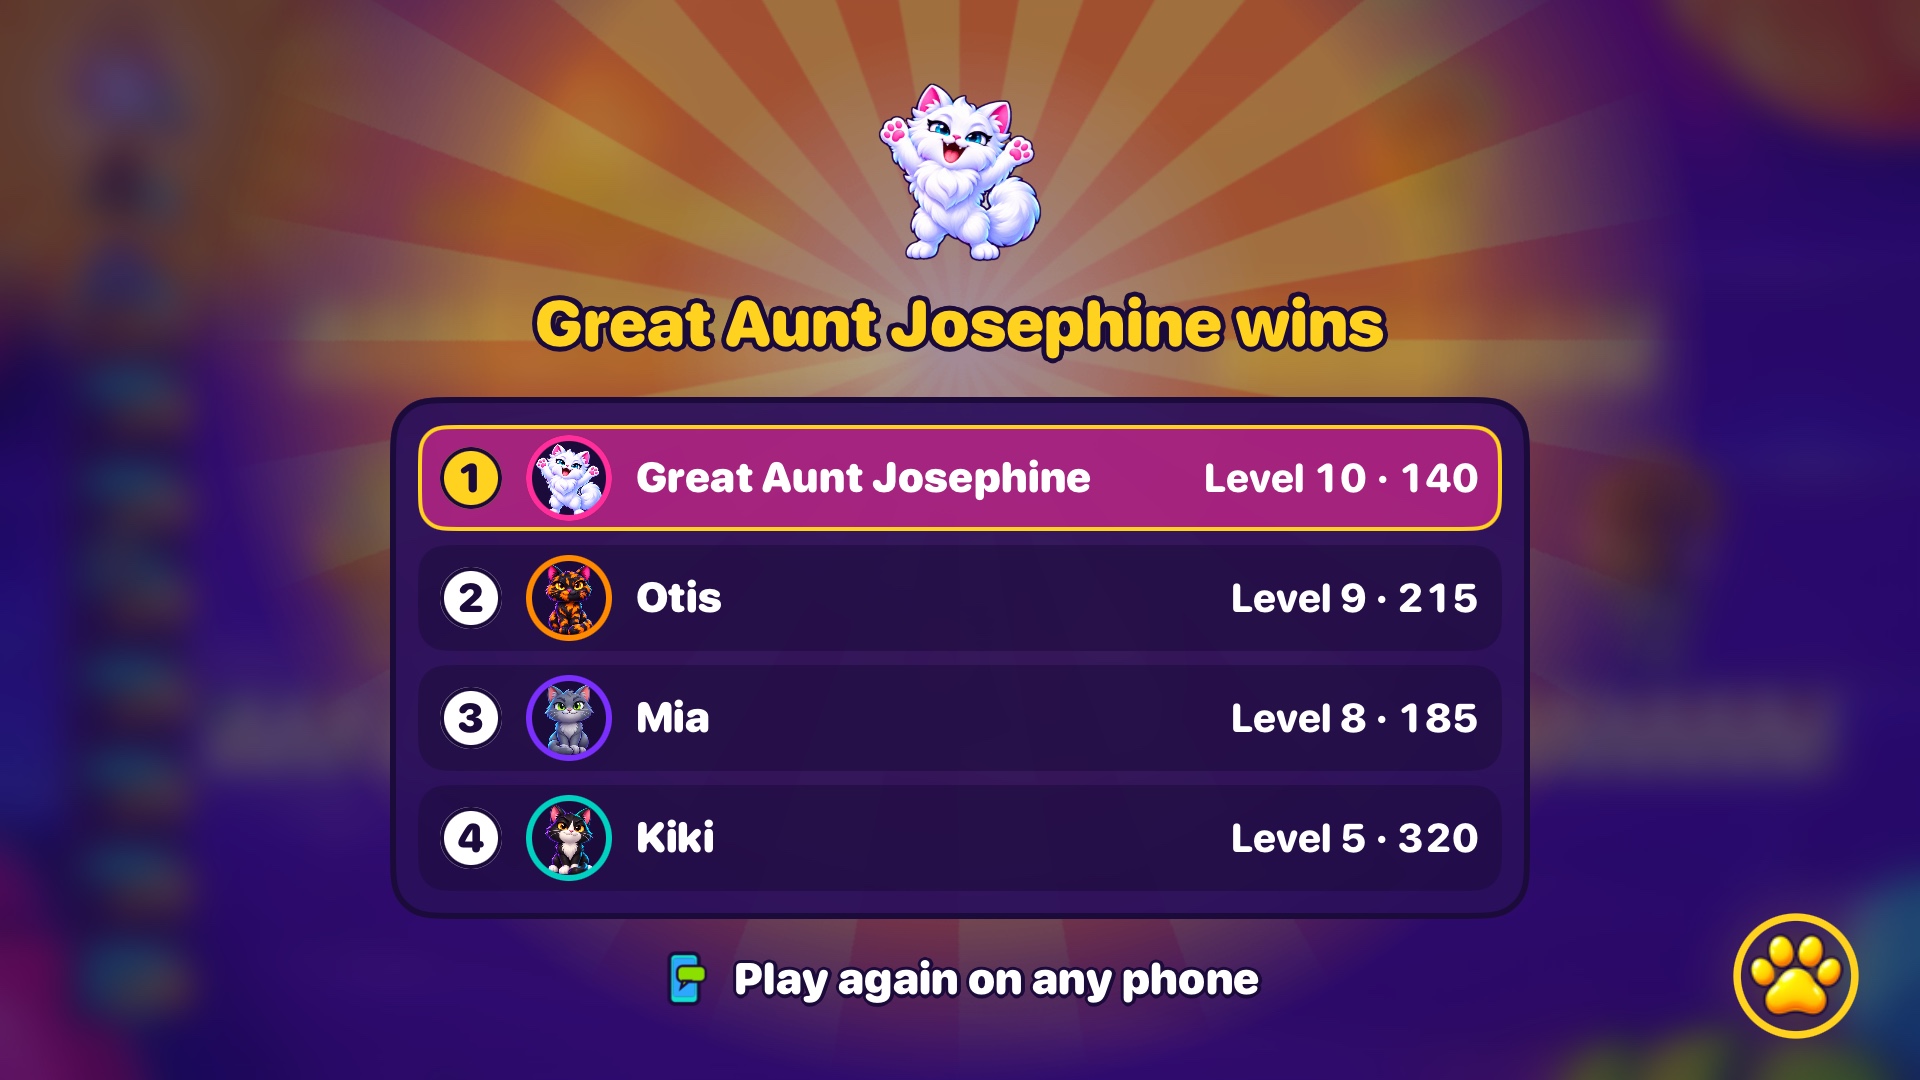 Great Aunt Josephine wins
1 Great Aunt Josephine Level 10 · 140
2 Otis Level 9 · 215
3 Mia Level 8 · 185
4 Kiki Level 5 · 320
Play again on any phone